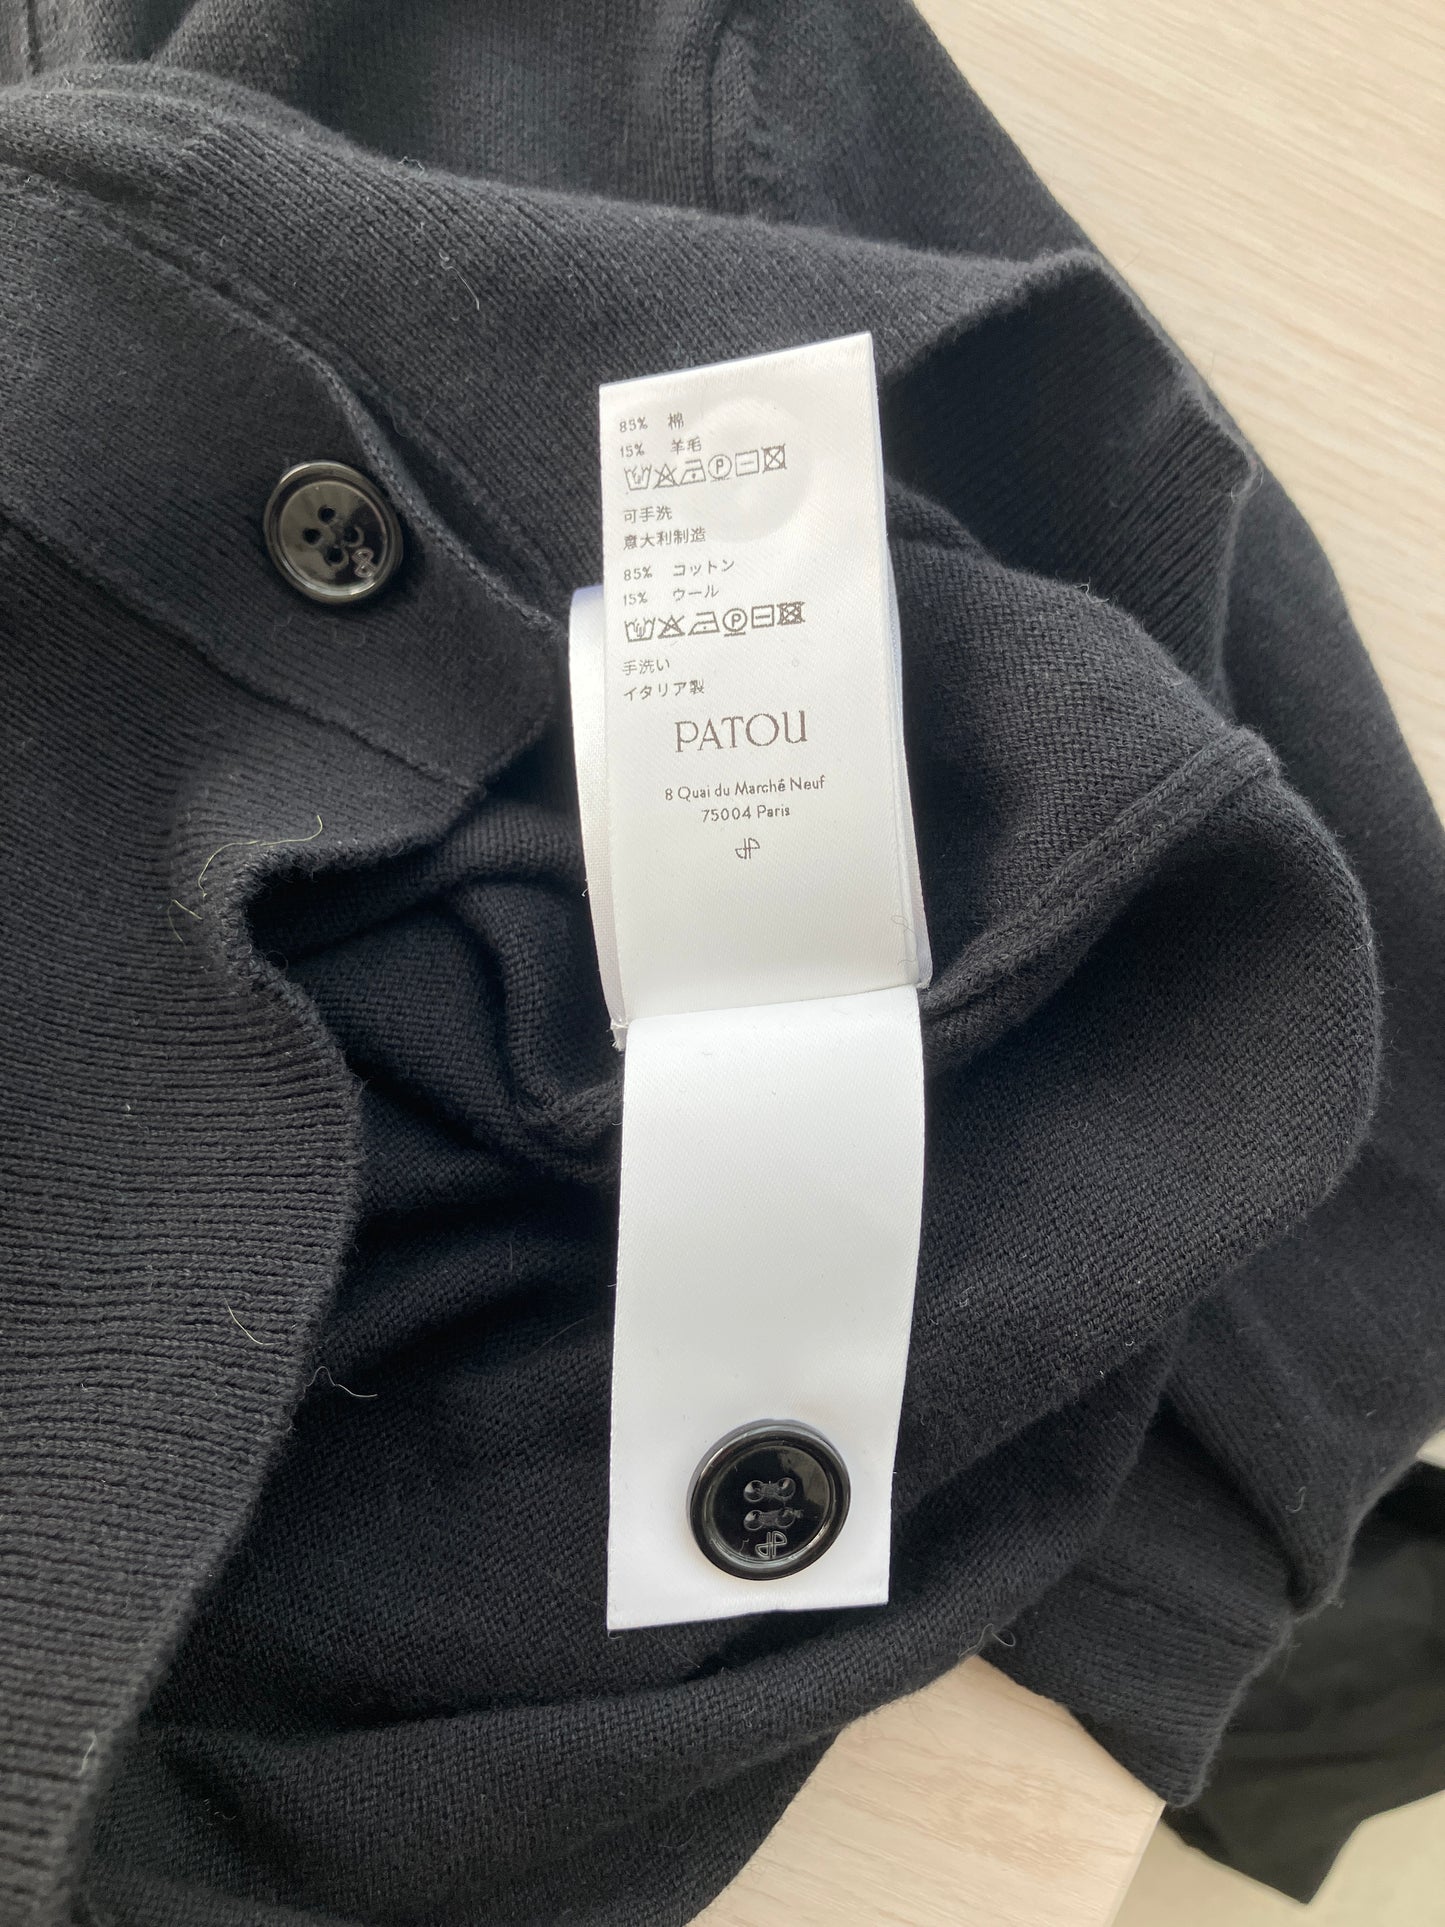 85% 棉
15% 羊毛
可手洗
意大利制造
85% コットン
15% ウール
手洗い
イタリア製
PATOU
8 Quai du Marché Neuf
75004 Paris